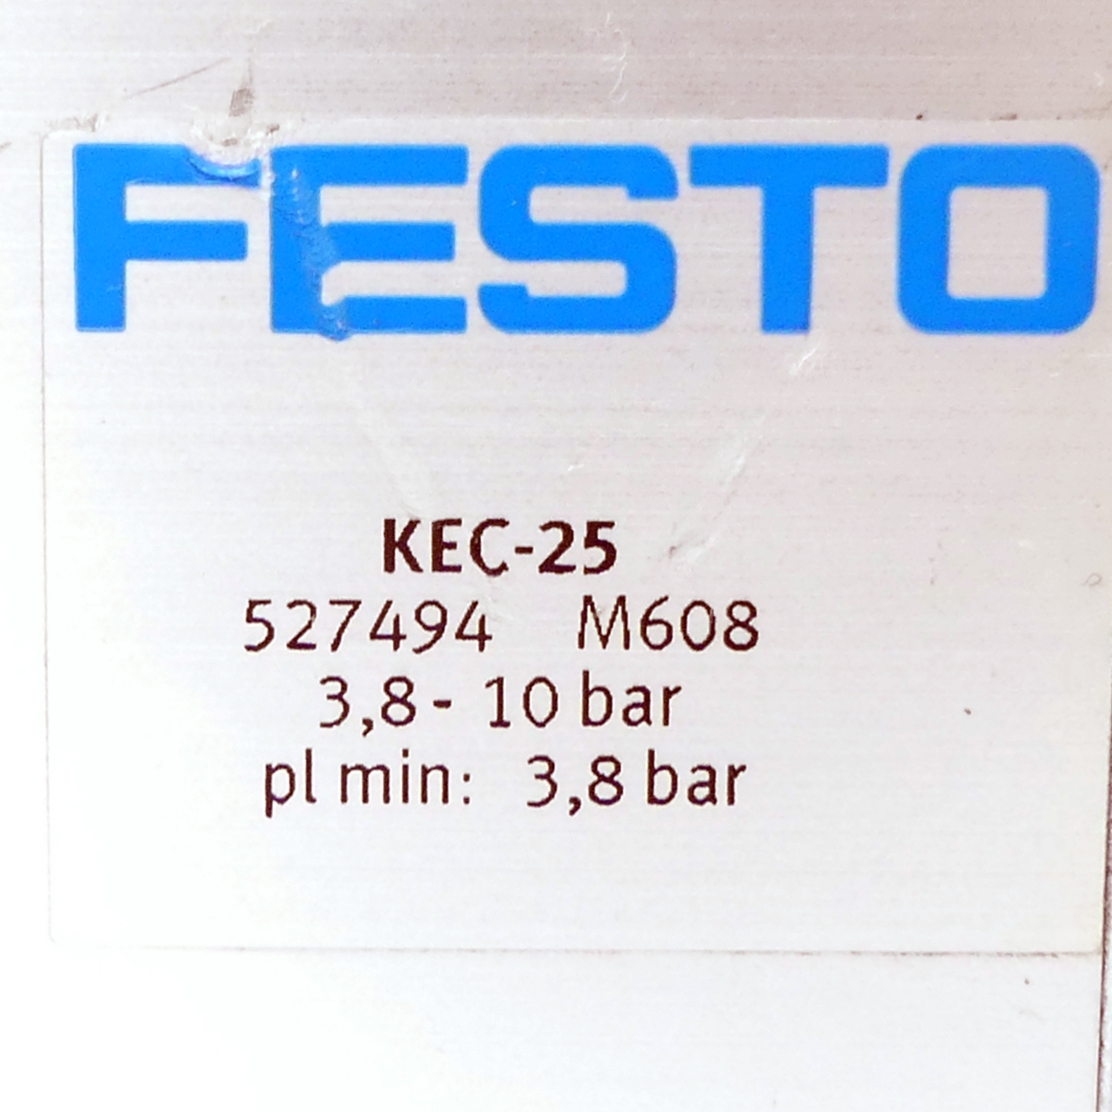 FESTO
KEC-25
527494 M608
3,8- 10 bar
pl min: 3,8 bar